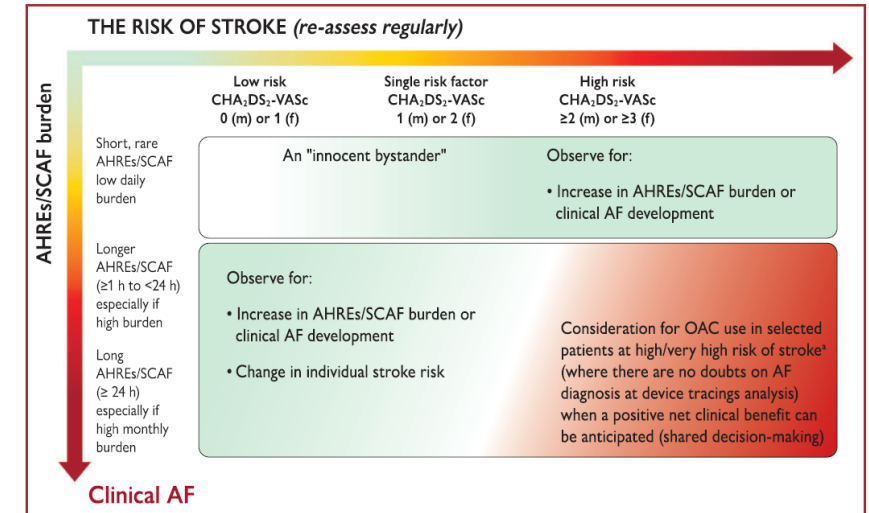 THE RISK OF STROKE (re-assess regularly)
AHREs/SCAF burden
Low risk
CHA₂DS₂-VASc
0 (m) or 1 (f)
Single risk factor
CHA₂DS₂-VASc
1 (m) or 2 (f)
High risk
CHA₂DS₂-VASc
≥2 (m) or ≥3 (f)
Short, rare
AHREs/SCAF
low daily
burden
An "innocent bystander"
Observe for:
• Increase in AHREs/SCAF burden or
clinical AF development
Longer
AHREs/SCAF
(≥1 h to <24 h)
especially if
high burden
Long
AHREs/SCAF
(≥ 24 h)
especially if
high monthly
burden
Observe for:
• Increase in AHREs/SCAF burden or
clinical AF development
• Change in individual stroke risk
Consideration for OAC use in selected
patients at high/very high risk of strokeᵃ
(where there are no doubts on AF
diagnosis at device tracings analysis)
when a positive net clinical benefit can
be anticipated (shared decision-making)
Clinical AF